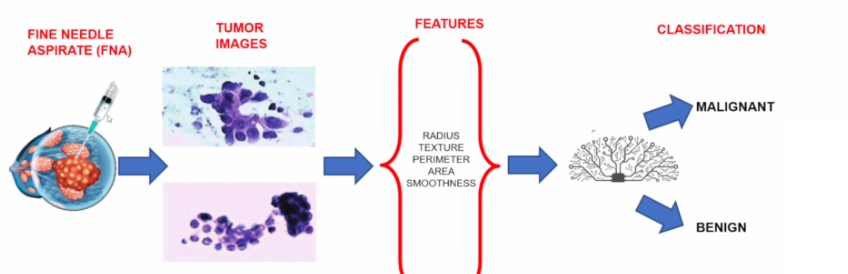 FINE NEEDLE
ASPIRATE (FNA)
TUMOR
IMAGES
FEATURES
RADIUS
TEXTURE
PERIMETER
AREA
SMOOTHNESS
CLASSIFICATION
MALIGNANT
BENIGN